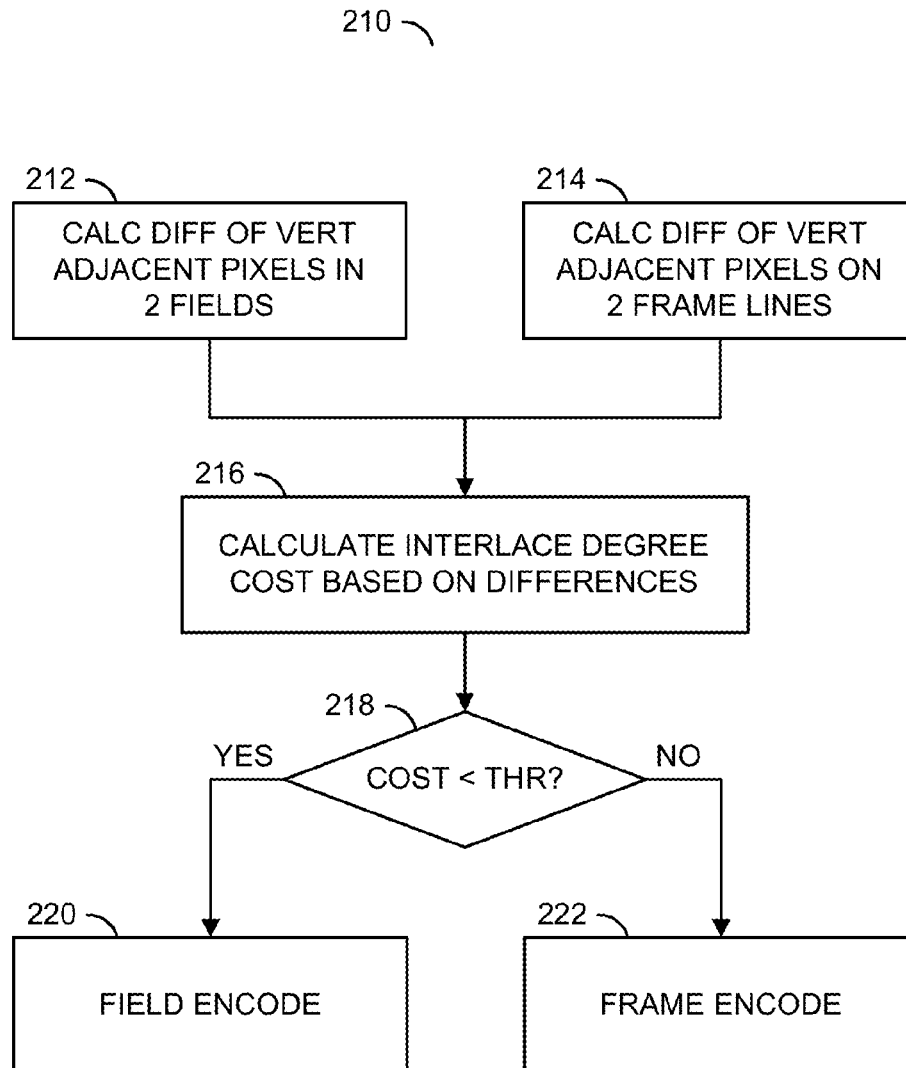 210
212
CALC DIFF OF VERT
ADJACENT PIXELS IN
2 FIELDS
214
CALC DIFF OF VERT
ADJACENT PIXELS ON
2 FRAME LINES
216
CALCULATE INTERLACE DEGREE
COST BASED ON DIFFERENCES
218
COST < THR?
YES
NO
220
FIELD ENCODE
222
FRAME ENCODE